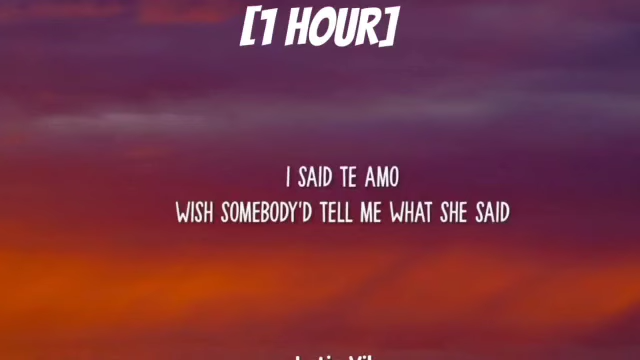 [1 HOUR]
I SAID TE AMO
WISH SOMEBODY'D TELL ME WHAT SHE SAID